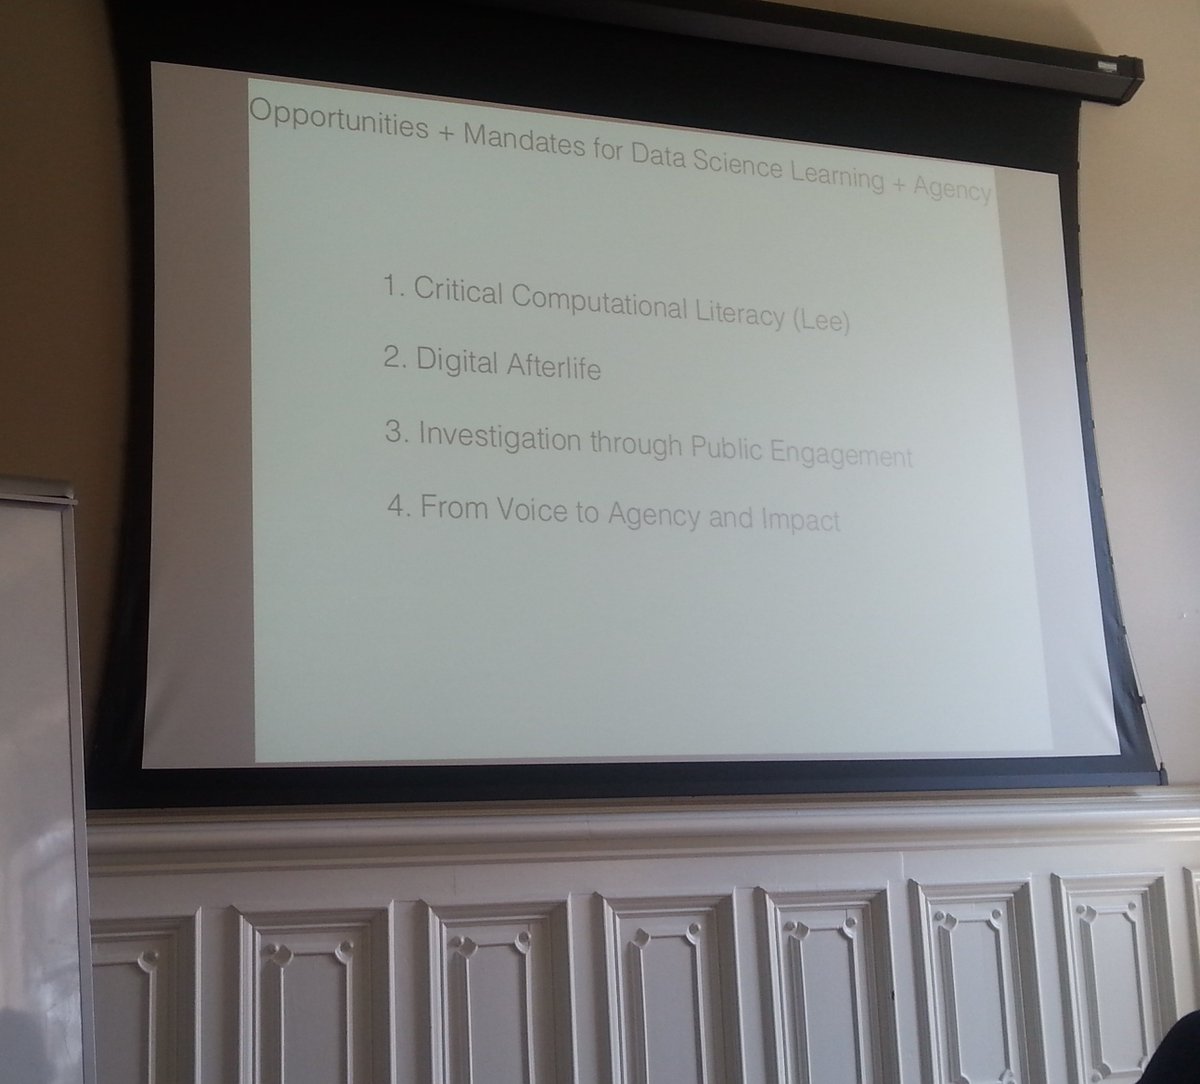 Opportunities + Mandates for Data Science Learning + Agency
1. Critical Computational Literacy (Lee)
2. Digital Afterlife
3. Investigation through Public Engagement
4. From Voice to Agency and Impact